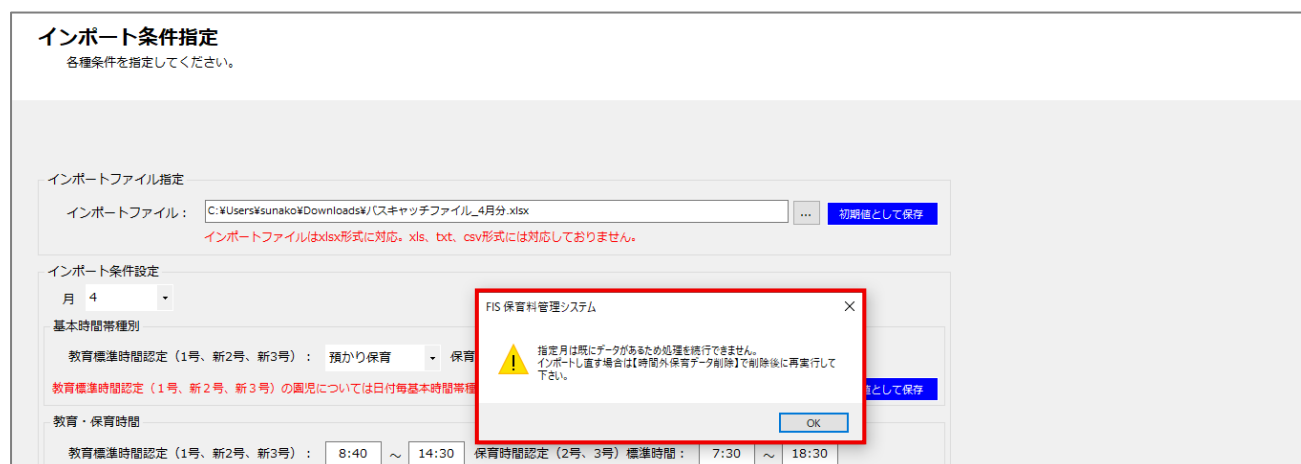 インポート条件指定
各種条件を指定してください。
インポートファイル指定
インポートファイル： C:¥Users¥sunako¥Downloads¥バスキャッチファイル_4月分.xlsx ... 初期値として保存
インポートファイルはxlsx形式に対応。xls、txt、csv形式には対応しておりません。
インポート条件設定
月 4
FIS 保育料管理システム
指定月は既にデータがあるため処理を続行できません。
インポートし直す場合は【時間外保育データ削除】で削除後に再実行して
下さい。
OK
基本時間帯種別
教育標準時間認定（1号、新2号、新3号）： 預かり保育 保育
教育標準時間認定（１号、新２号、新３号）の園児については日付毎基本時間帯種 値として保存
教育・保育時間
教育標準時間認定（1号、新2号、新3号）： 8:40 ～ 14:30 保育時間認定（2号、3号）標準時間： 7:30 ～ 18:30